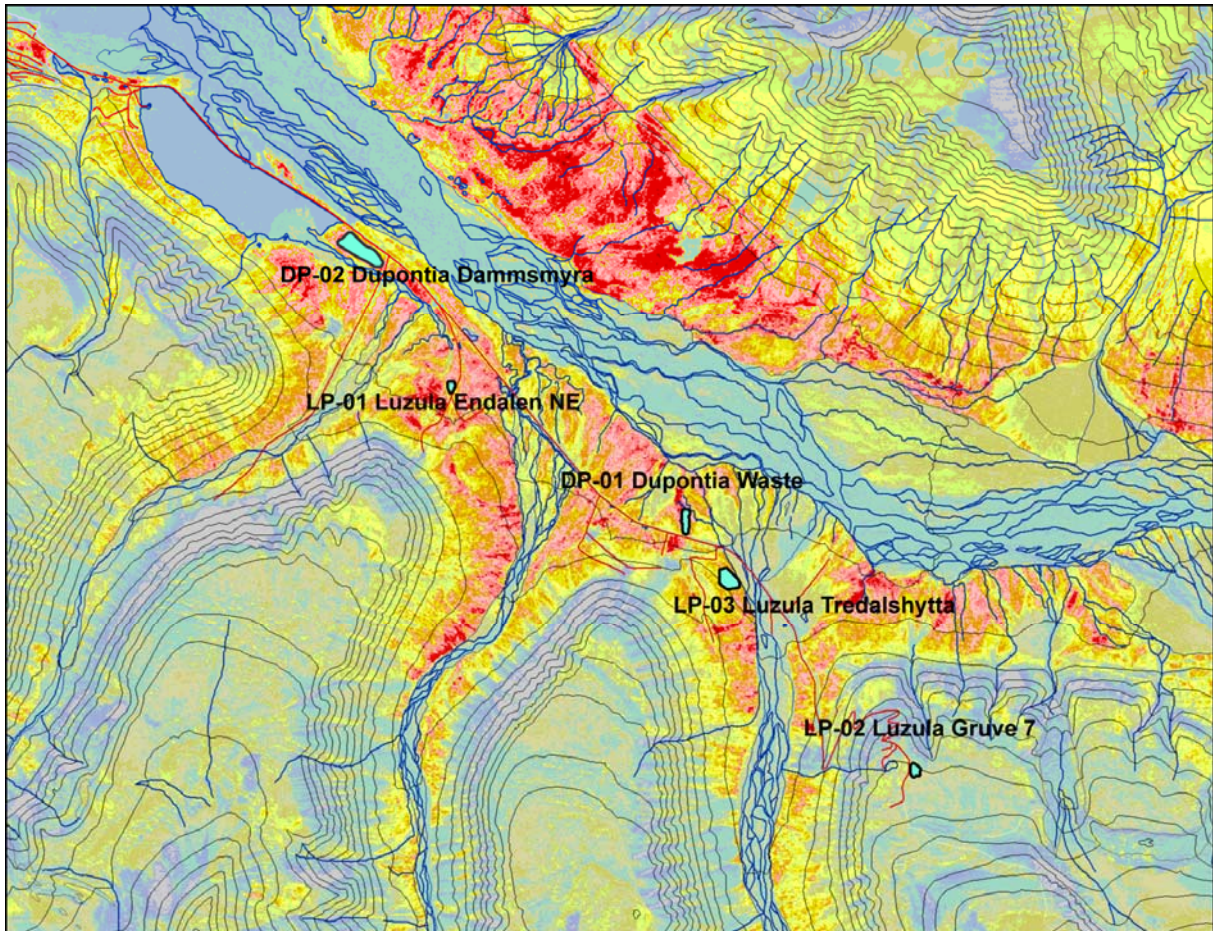 DP-02 Dupontia Dammsmyra
LP-01 Luzula Endalen NE
DP-01 Dupontia Waste
LP-03 Luzula Tredalshytta
LP-02 Luzula Gruve 7